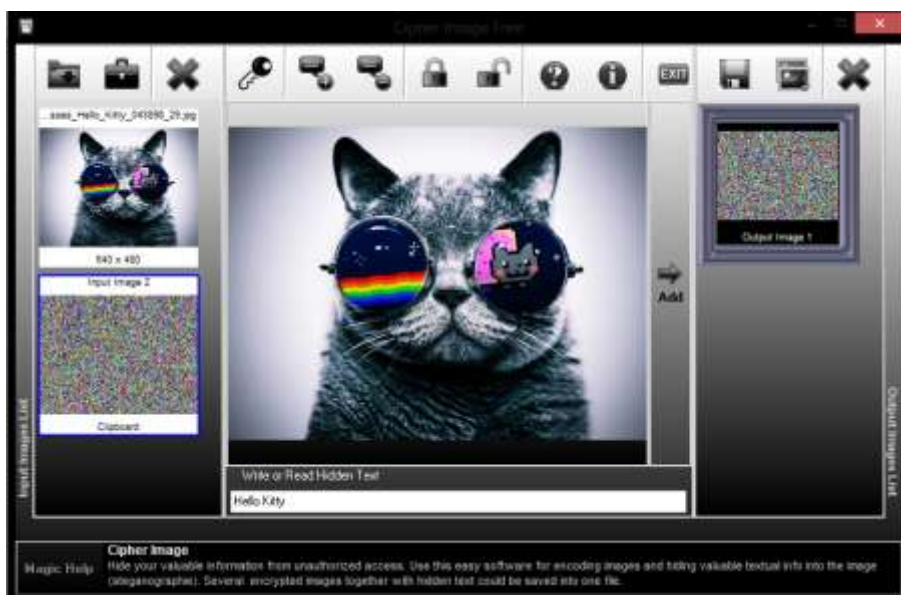 Cipher Image Free
EXIT
...sses_Hello_Kitty_043898_29.jpg
640 x 480
Input Image 2
Clipboard
Input Images List
Add
Write or Read Hidden Text
Hello Kitty
Output Image 1
Output Images List
Magic Help
Cipher Image
Hide your valuable information from unauthorized access. Use this easy software for encoding images and hiding valuable textual info into the image
(steganographie). Several encrypted images together with hidden text could be saved into one file.